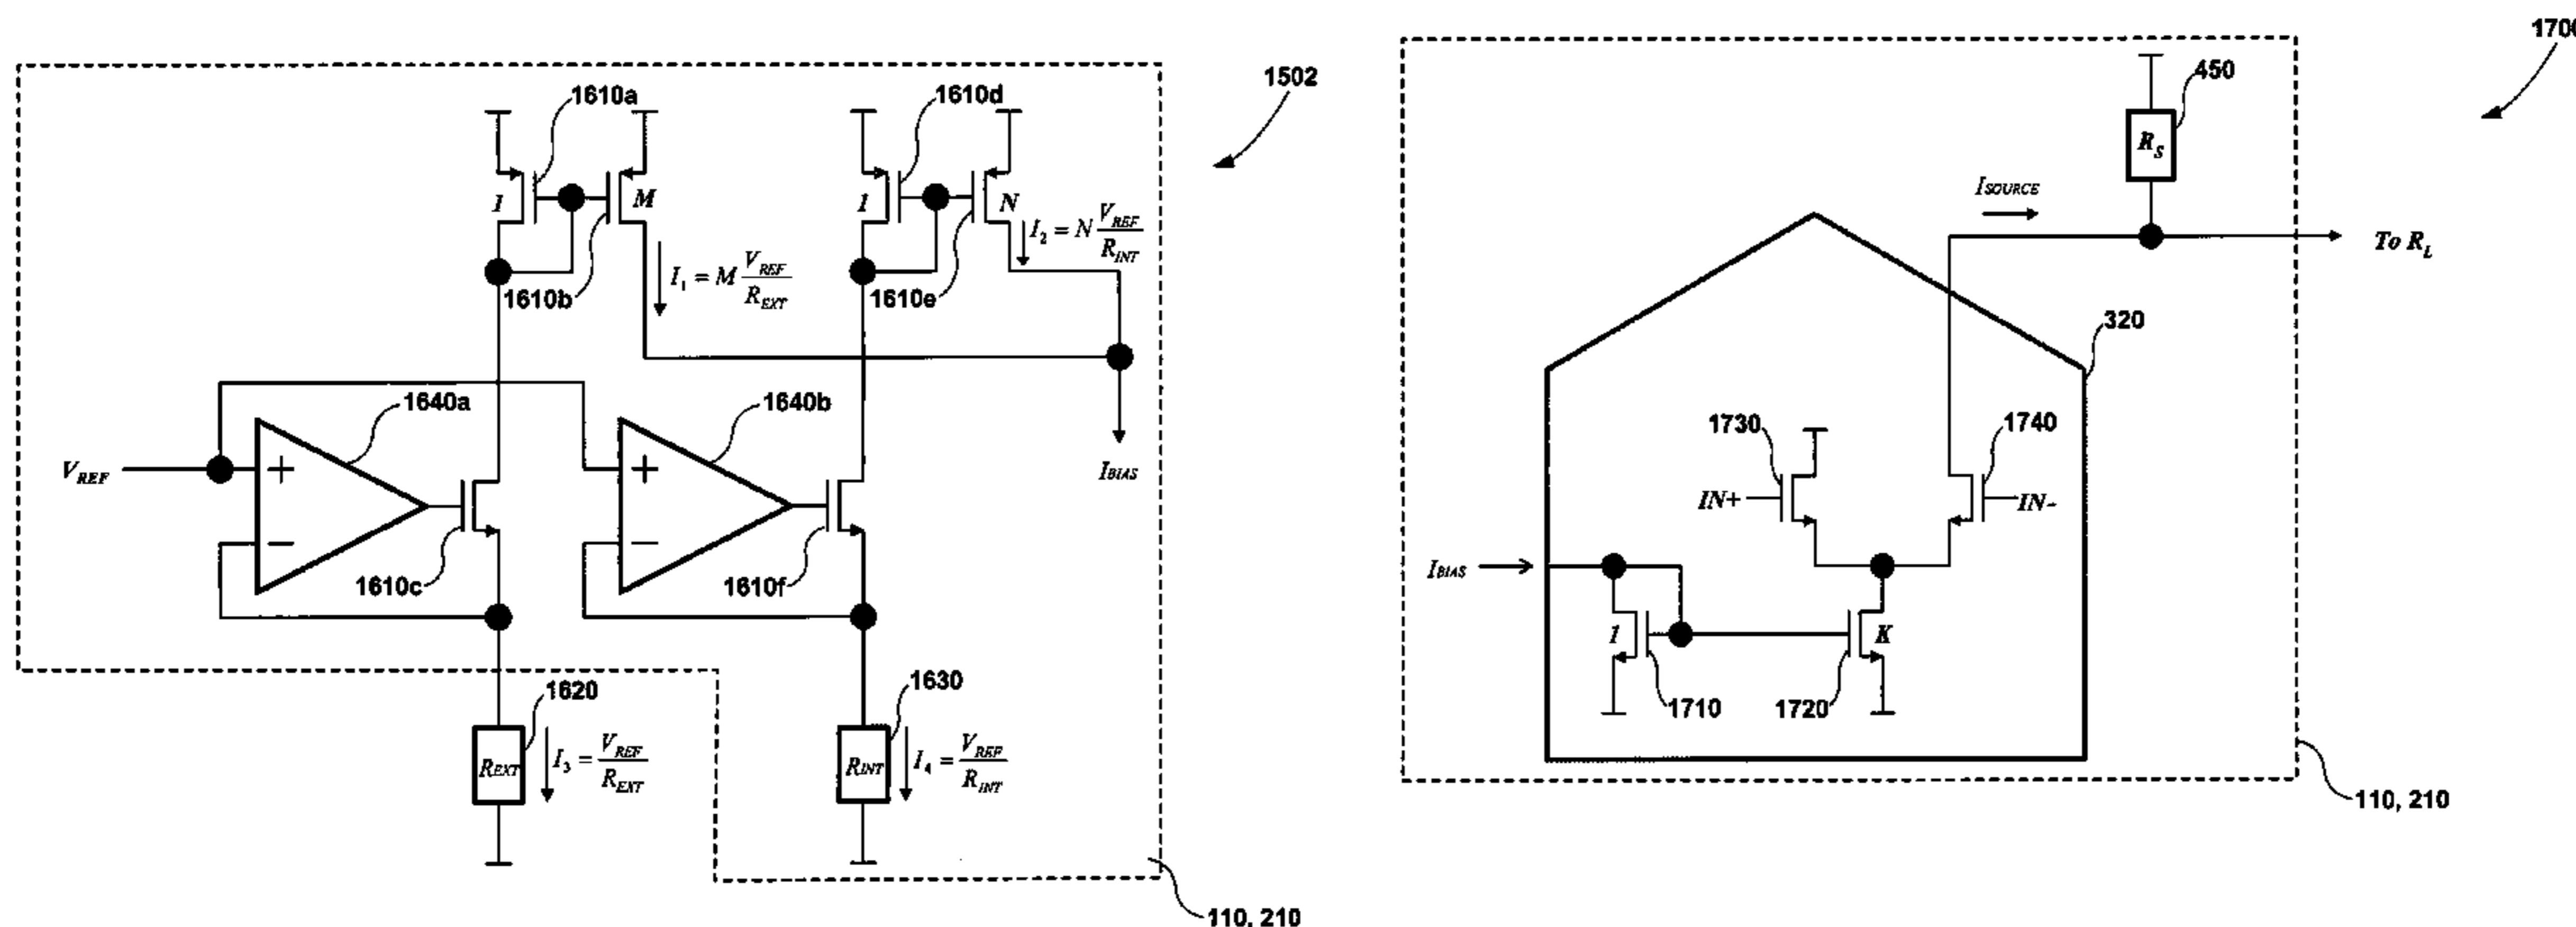 1610a
1610d
1502
1
M
1
N
I_1 = M V_REF / R_EXT
I_2 = N V_REF / R_INT
1610b
1610e
1640a
1640b
V_REF
+
−
+
−
I_BIAS
1610c
1610f
1620
1630
R_EXT
I_3 = V_REF / R_EXT
R_INT
I_4 = V_REF / R_INT
110, 210
450
R_S
I_SOURCE
To R_L
320
1730
1740
IN+
IN-
I_BIAS
1
K
1710
1720
110, 210